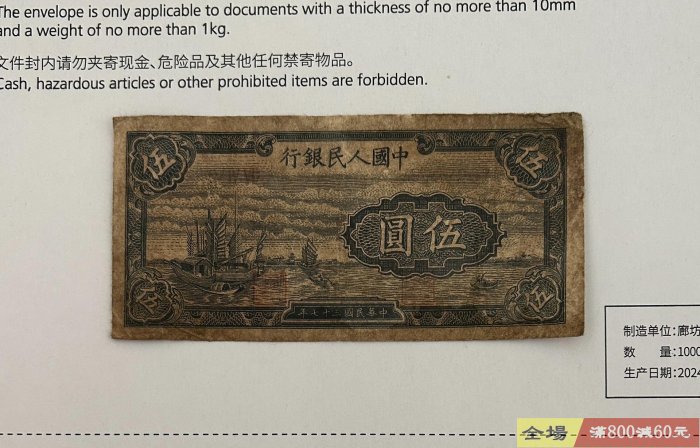 The envelope is only applicable to documents with a thickness of no more than 10mm
and a weight of no more than 1kg.
文件封内请勿夹寄现金、危险品及其他任何禁寄物品。
Cash, hazardous articles or other prohibited items are forbidden.
行銀民人國中
伍
伍
圓伍
伍
伍
年七十三國民華中
制造单位:廊坊
数 量:1000
生产日期:2024
全場
滿800減60元